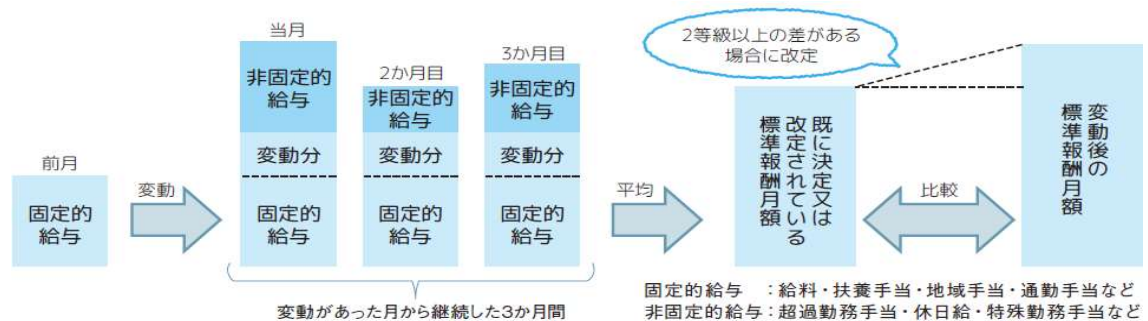 当月
非固定的
給与
変動分
固定的
給与
2か月目
非固定的
給与
変動分
固定的
給与
3か月目
非固定的
給与
変動分
固定的
給与
前月
固定的
給与
変動
変動があった月から継続した3か月間
平均
2等級以上の差がある
場合に改定
既に決定又は
改定されている
標準報酬月額
比較
変動後の
標準報酬月額
固定的給与　：給料・扶養手当・地域手当・通勤手当など
非固定的給与：超過勤務手当・休日給・特殊勤務手当など